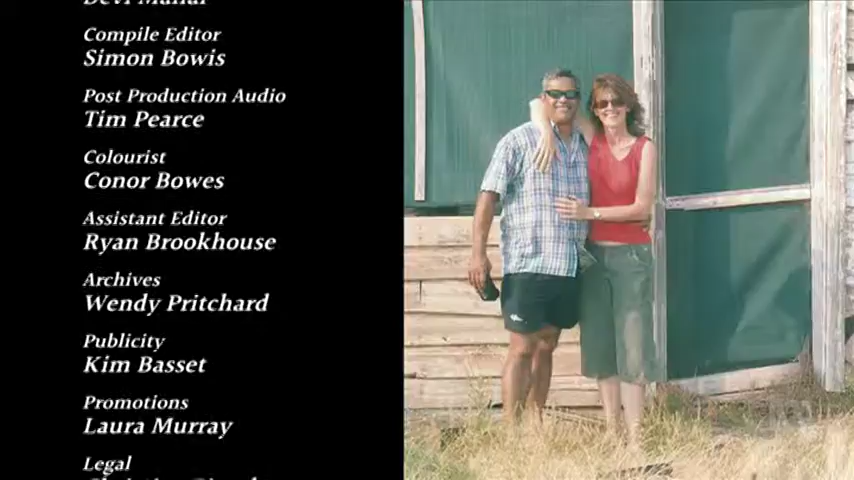 Compile Editor
Simon Bowis
Post Production Audio
Tim Pearce
Colourist
Conor Bowes
Assistant Editor
Ryan Brookhouse
Archives
Wendy Pritchard
Publicity
Kim Basset
Promotions
Laura Murray
Legal